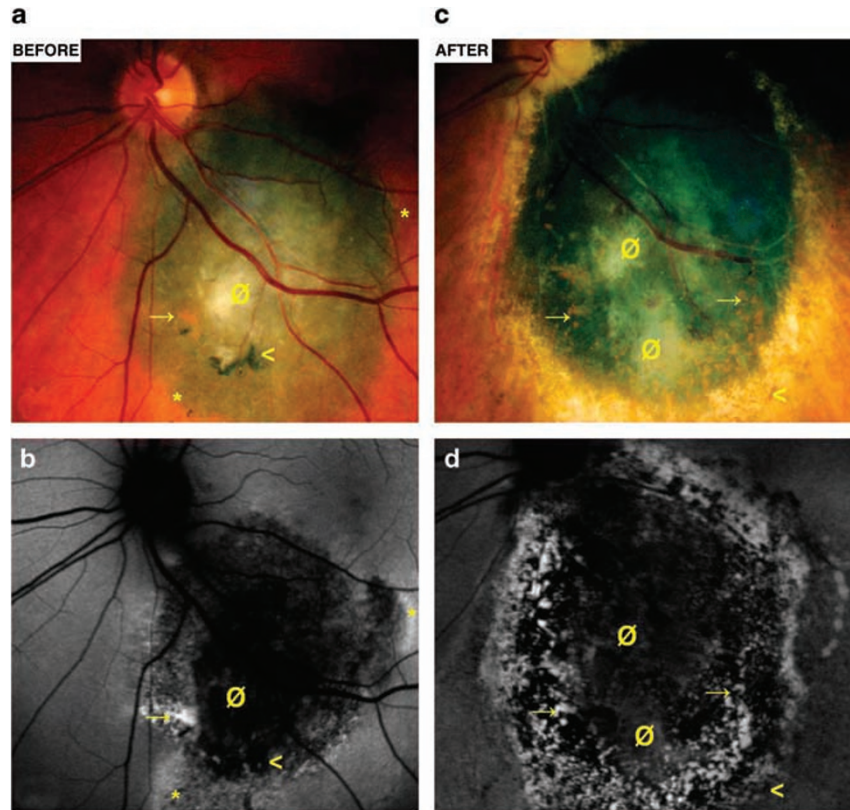 a
BEFORE
Ø
*
→
<
*
c
AFTER
Ø
→
→
Ø
<
b
*
Ø
→
<
*
d
Ø
→
→
Ø
<